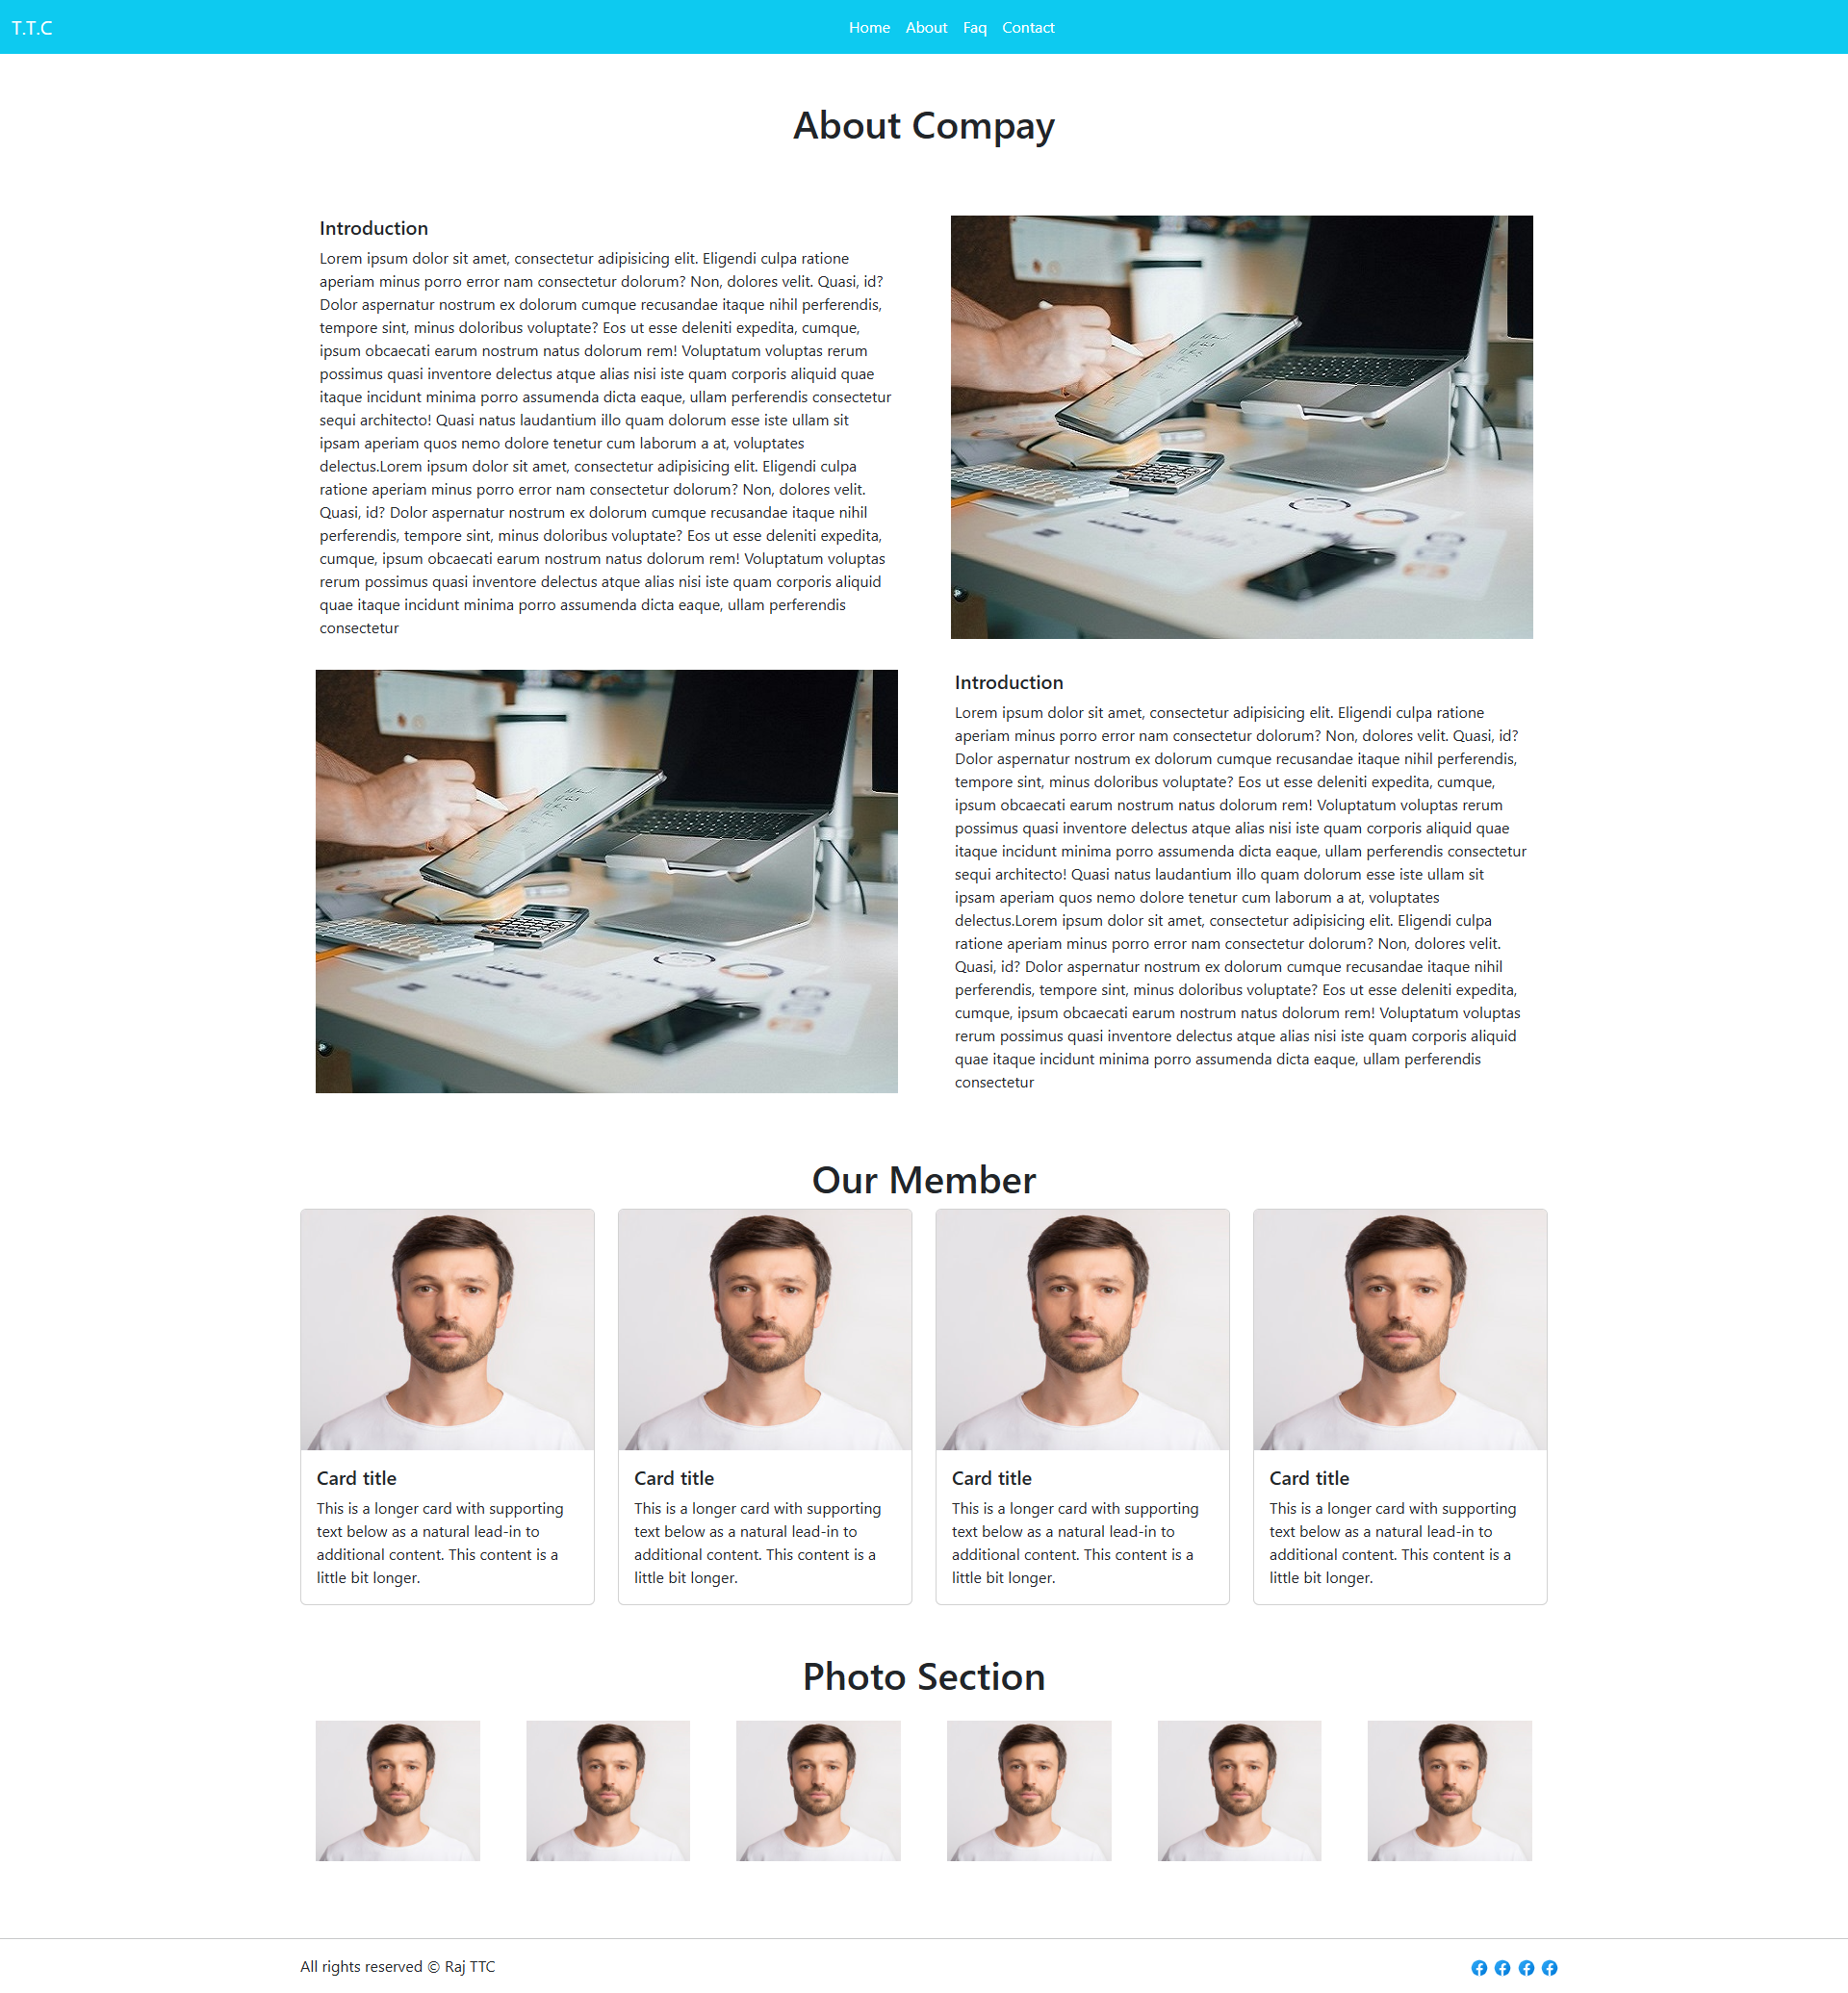 T.T.C
Home About Faq Contact
About Compay
Introduction
Lorem ipsum dolor sit amet, consectetur adipisicing elit. Eligendi culpa ratione
aperiam minus porro error nam consectetur dolorum? Non, dolores velit. Quasi, id?
Dolor aspernatur nostrum ex dolorum cumque recusandae itaque nihil perferendis,
tempore sint, minus doloribus voluptate? Eos ut esse deleniti expedita, cumque,
ipsum obcaecati earum nostrum natus dolorum rem! Voluptatum voluptas rerum
possimus quasi inventore delectus atque alias nisi iste quam corporis aliquid quae
itaque incidunt minima porro assumenda dicta eaque, ullam perferendis consectetur
sequi architecto! Quasi natus laudantium illo quam dolorum esse iste ullam sit
ipsam aperiam quos nemo dolore tenetur cum laborum a at, voluptates
delectus.Lorem ipsum dolor sit amet, consectetur adipisicing elit. Eligendi culpa
ratione aperiam minus porro error nam consectetur dolorum? Non, dolores velit.
Quasi, id? Dolor aspernatur nostrum ex dolorum cumque recusandae itaque nihil
perferendis, tempore sint, minus doloribus voluptate? Eos ut esse deleniti expedita,
cumque, ipsum obcaecati earum nostrum natus dolorum rem! Voluptatum voluptas
rerum possimus quasi inventore delectus atque alias nisi iste quam corporis aliquid
quae itaque incidunt minima porro assumenda dicta eaque, ullam perferendis
consectetur
Introduction
Lorem ipsum dolor sit amet, consectetur adipisicing elit. Eligendi culpa ratione
aperiam minus porro error nam consectetur dolorum? Non, dolores velit. Quasi, id?
Dolor aspernatur nostrum ex dolorum cumque recusandae itaque nihil perferendis,
tempore sint, minus doloribus voluptate? Eos ut esse deleniti expedita, cumque,
ipsum obcaecati earum nostrum natus dolorum rem! Voluptatum voluptas rerum
possimus quasi inventore delectus atque alias nisi iste quam corporis aliquid quae
itaque incidunt minima porro assumenda dicta eaque, ullam perferendis consectetur
sequi architecto! Quasi natus laudantium illo quam dolorum esse iste ullam sit
ipsam aperiam quos nemo dolore tenetur cum laborum a at, voluptates
delectus.Lorem ipsum dolor sit amet, consectetur adipisicing elit. Eligendi culpa
ratione aperiam minus porro error nam consectetur dolorum? Non, dolores velit.
Quasi, id? Dolor aspernatur nostrum ex dolorum cumque recusandae itaque nihil
perferendis, tempore sint, minus doloribus voluptate? Eos ut esse deleniti expedita,
cumque, ipsum obcaecati earum nostrum natus dolorum rem! Voluptatum voluptas
rerum possimus quasi inventore delectus atque alias nisi iste quam corporis aliquid
quae itaque incidunt minima porro assumenda dicta eaque, ullam perferendis
consectetur
Our Member
Card title
This is a longer card with supporting
text below as a natural lead-in to
additional content. This content is a
little bit longer.
Card title
This is a longer card with supporting
text below as a natural lead-in to
additional content. This content is a
little bit longer.
Card title
This is a longer card with supporting
text below as a natural lead-in to
additional content. This content is a
little bit longer.
Card title
This is a longer card with supporting
text below as a natural lead-in to
additional content. This content is a
little bit longer.
Photo Section
All rights reserved © Raj TTC